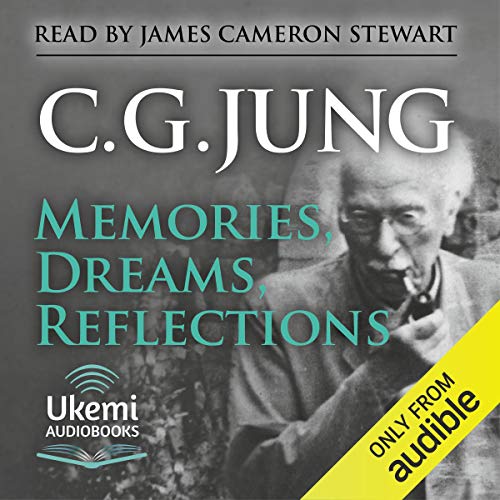 READ BY JAMES CAMERON STEWART
C.G. JUNG
MEMORIES,
DREAMS,
REFLECTIONS
Ukemi
AUDIOBOOKS
ONLY FROM
audible